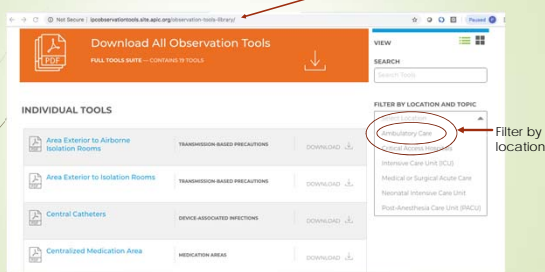 Not Secure | ipcobservationtools.site.apic.org/observation-tools-library/
Paused
Download All Observation Tools
FULL TOOLS SUITE — CONTAINS 19 TOOLS
PDF
VIEW
SEARCH
Search Tools
INDIVIDUAL TOOLS
FILTER BY LOCATION AND TOPIC
Select Location
Ambulatory Care
Critical Access Hospital
Intensive Care Unit (ICU)
Medical or Surgical Acute Care
Neonatal Intensive Care Unit
Post-Anesthesia Care Unit (PACU)
Filter by
location
Area Exterior to Airborne
Isolation Rooms
TRANSMISSION-BASED PRECAUTIONS
DOWNLOAD
Area Exterior to Isolation Rooms
TRANSMISSION-BASED PRECAUTIONS
DOWNLOAD
Central Catheters
DEVICE-ASSOCIATED INFECTIONS
DOWNLOAD
Centralized Medication Area
MEDICATION AREAS
DOWNLOAD